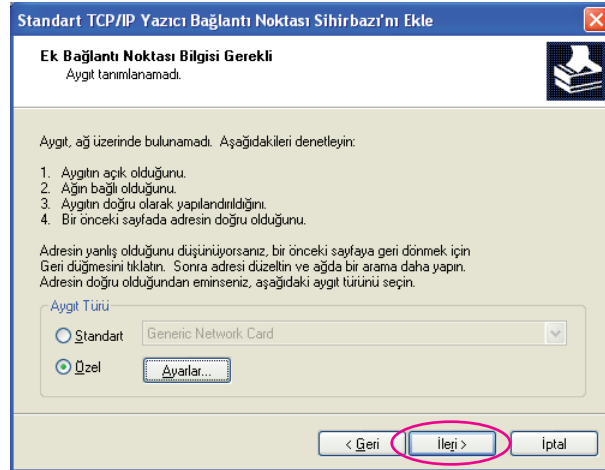 Standart TCP/IP Yazıcı Bağlantı Noktası Sihirbazı'nı Ekle
Ek Bağlantı Noktası Bilgisi Gerekli
Aygıt tanımlanamadı.
Aygıt, ağ üzerinde bulunamadı. Aşağıdakileri denetleyin:
1. Aygıtın açık olduğunu.
2. Ağın bağlı olduğunu.
3. Aygıtın doğru olarak yapılandırıldığını.
4. Bir önceki sayfada adresin doğru olduğunu.
Adresin yanlış olduğunu düşünüyorsanız, bir önceki sayfaya geri dönmek için
Geri düğmesini tıklatın. Sonra adresi düzeltin ve ağda bir arama daha yapın.
Adresin doğru olduğundan eminseniz, aşağıdaki aygıt türünü seçin.
Aygıt Türü
Standart Generic Network Card
Özel Ayarlar...
< Geri İleri > İptal